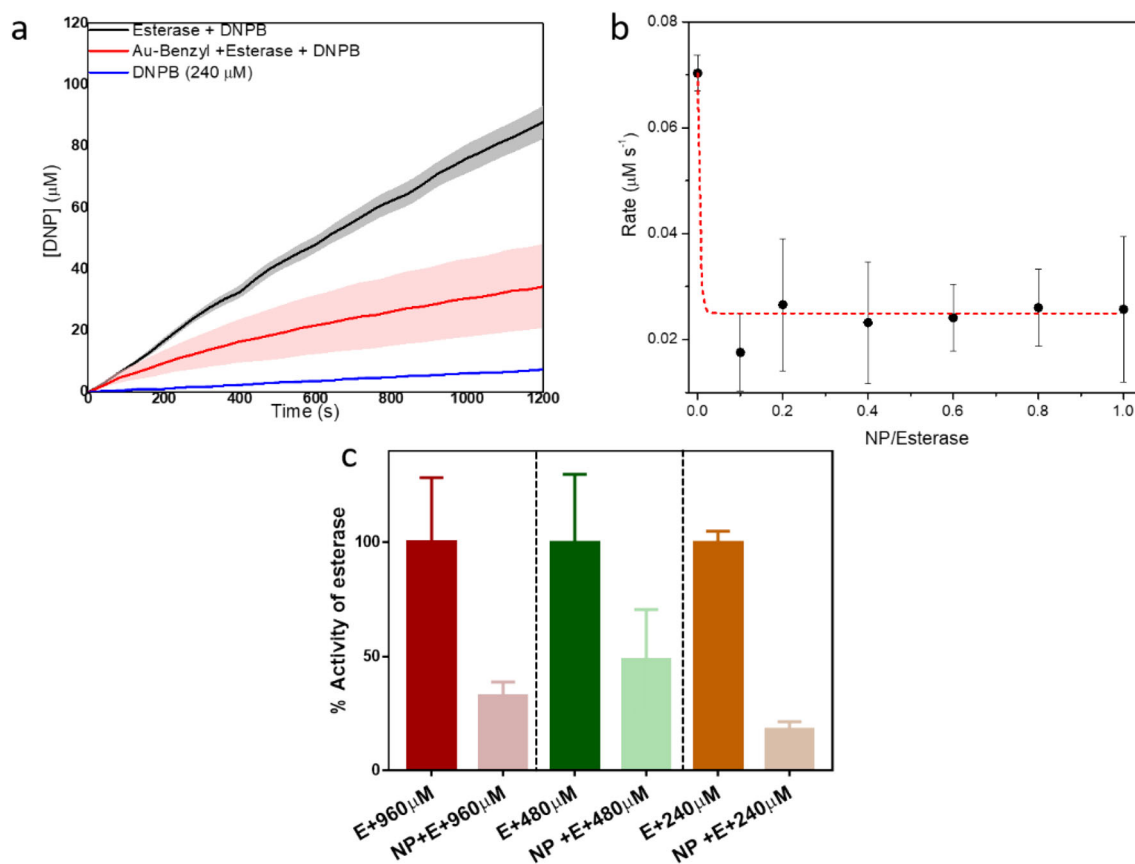 a
120
100
80
60
40
20
0
[DNP] (μM)
Esterase + DNPB
Au-Benzyl +Esterase + DNPB
DNPB (240 μM)
0 200 400 600 800 1000 1200
Time (s)
b
0.08
0.06
0.04
0.02
Rate (μM s⁻¹)
0.0 0.2 0.4 0.6 0.8 1.0
NP/Esterase
c
100
50
0
% Activity of esterase
E+960μM
NP+E+960μM
E+480μM
NP +E+480μM
E+240μM
NP +E+240μM